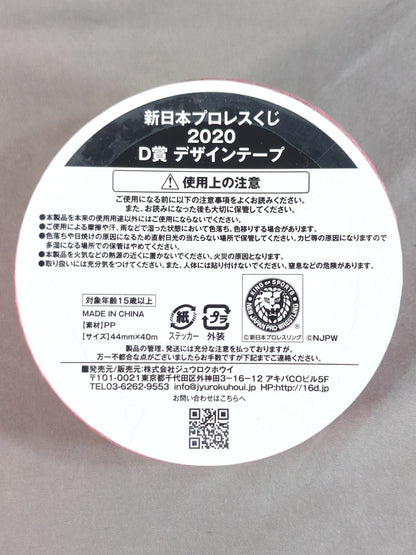 新日本プロレスくじ
2020
D賞 デザインテープ
使用上の注意
ご使用になる前に以下の注意事項をよくお読みください。
また、お読みになった後も大切に保管してください。
●本製品を本来の使用用途以外にはご使用にならないでください。
●ご使用による摩擦や汗、雨などで湿った状態において色落ち、色移りする場合があります。
●色落ちや日焼けの原因になるため直射日光の当たらない場所で保管してください。カビ等の原因になりますので
多湿になる場所での保管はやめてください。
●本製品を火気などの熱源の近くに置かないでください。火災の原因となります。
●取り扱いには充分気をつけてください。また、人体には貼り付けないでください。窒息などの危険があります。
対象年齢15歳以上
MADE IN CHINA
【素材】PP
【サイズ】44mm×40m
紙
ステッカー
プラ
外装
KING OF SPORTS
NEW JAPAN PRO WRESTLING
©新日本プロレスリング
©NJPW
製品の管理、発送には充分な注意を払っておりますが、
万一不都合な点がございましたらお手数ですが下記までご連絡ください。
■発売元/販売元:株式会社ジュウロクホウイ
〒101-0021東京都千代田区外神田3-16-12 アキバCOビル5F
TEL03-6262-9553 info@jyurokuhoui.jp HP:http://16d.jp
お問い合わせはこちらへ